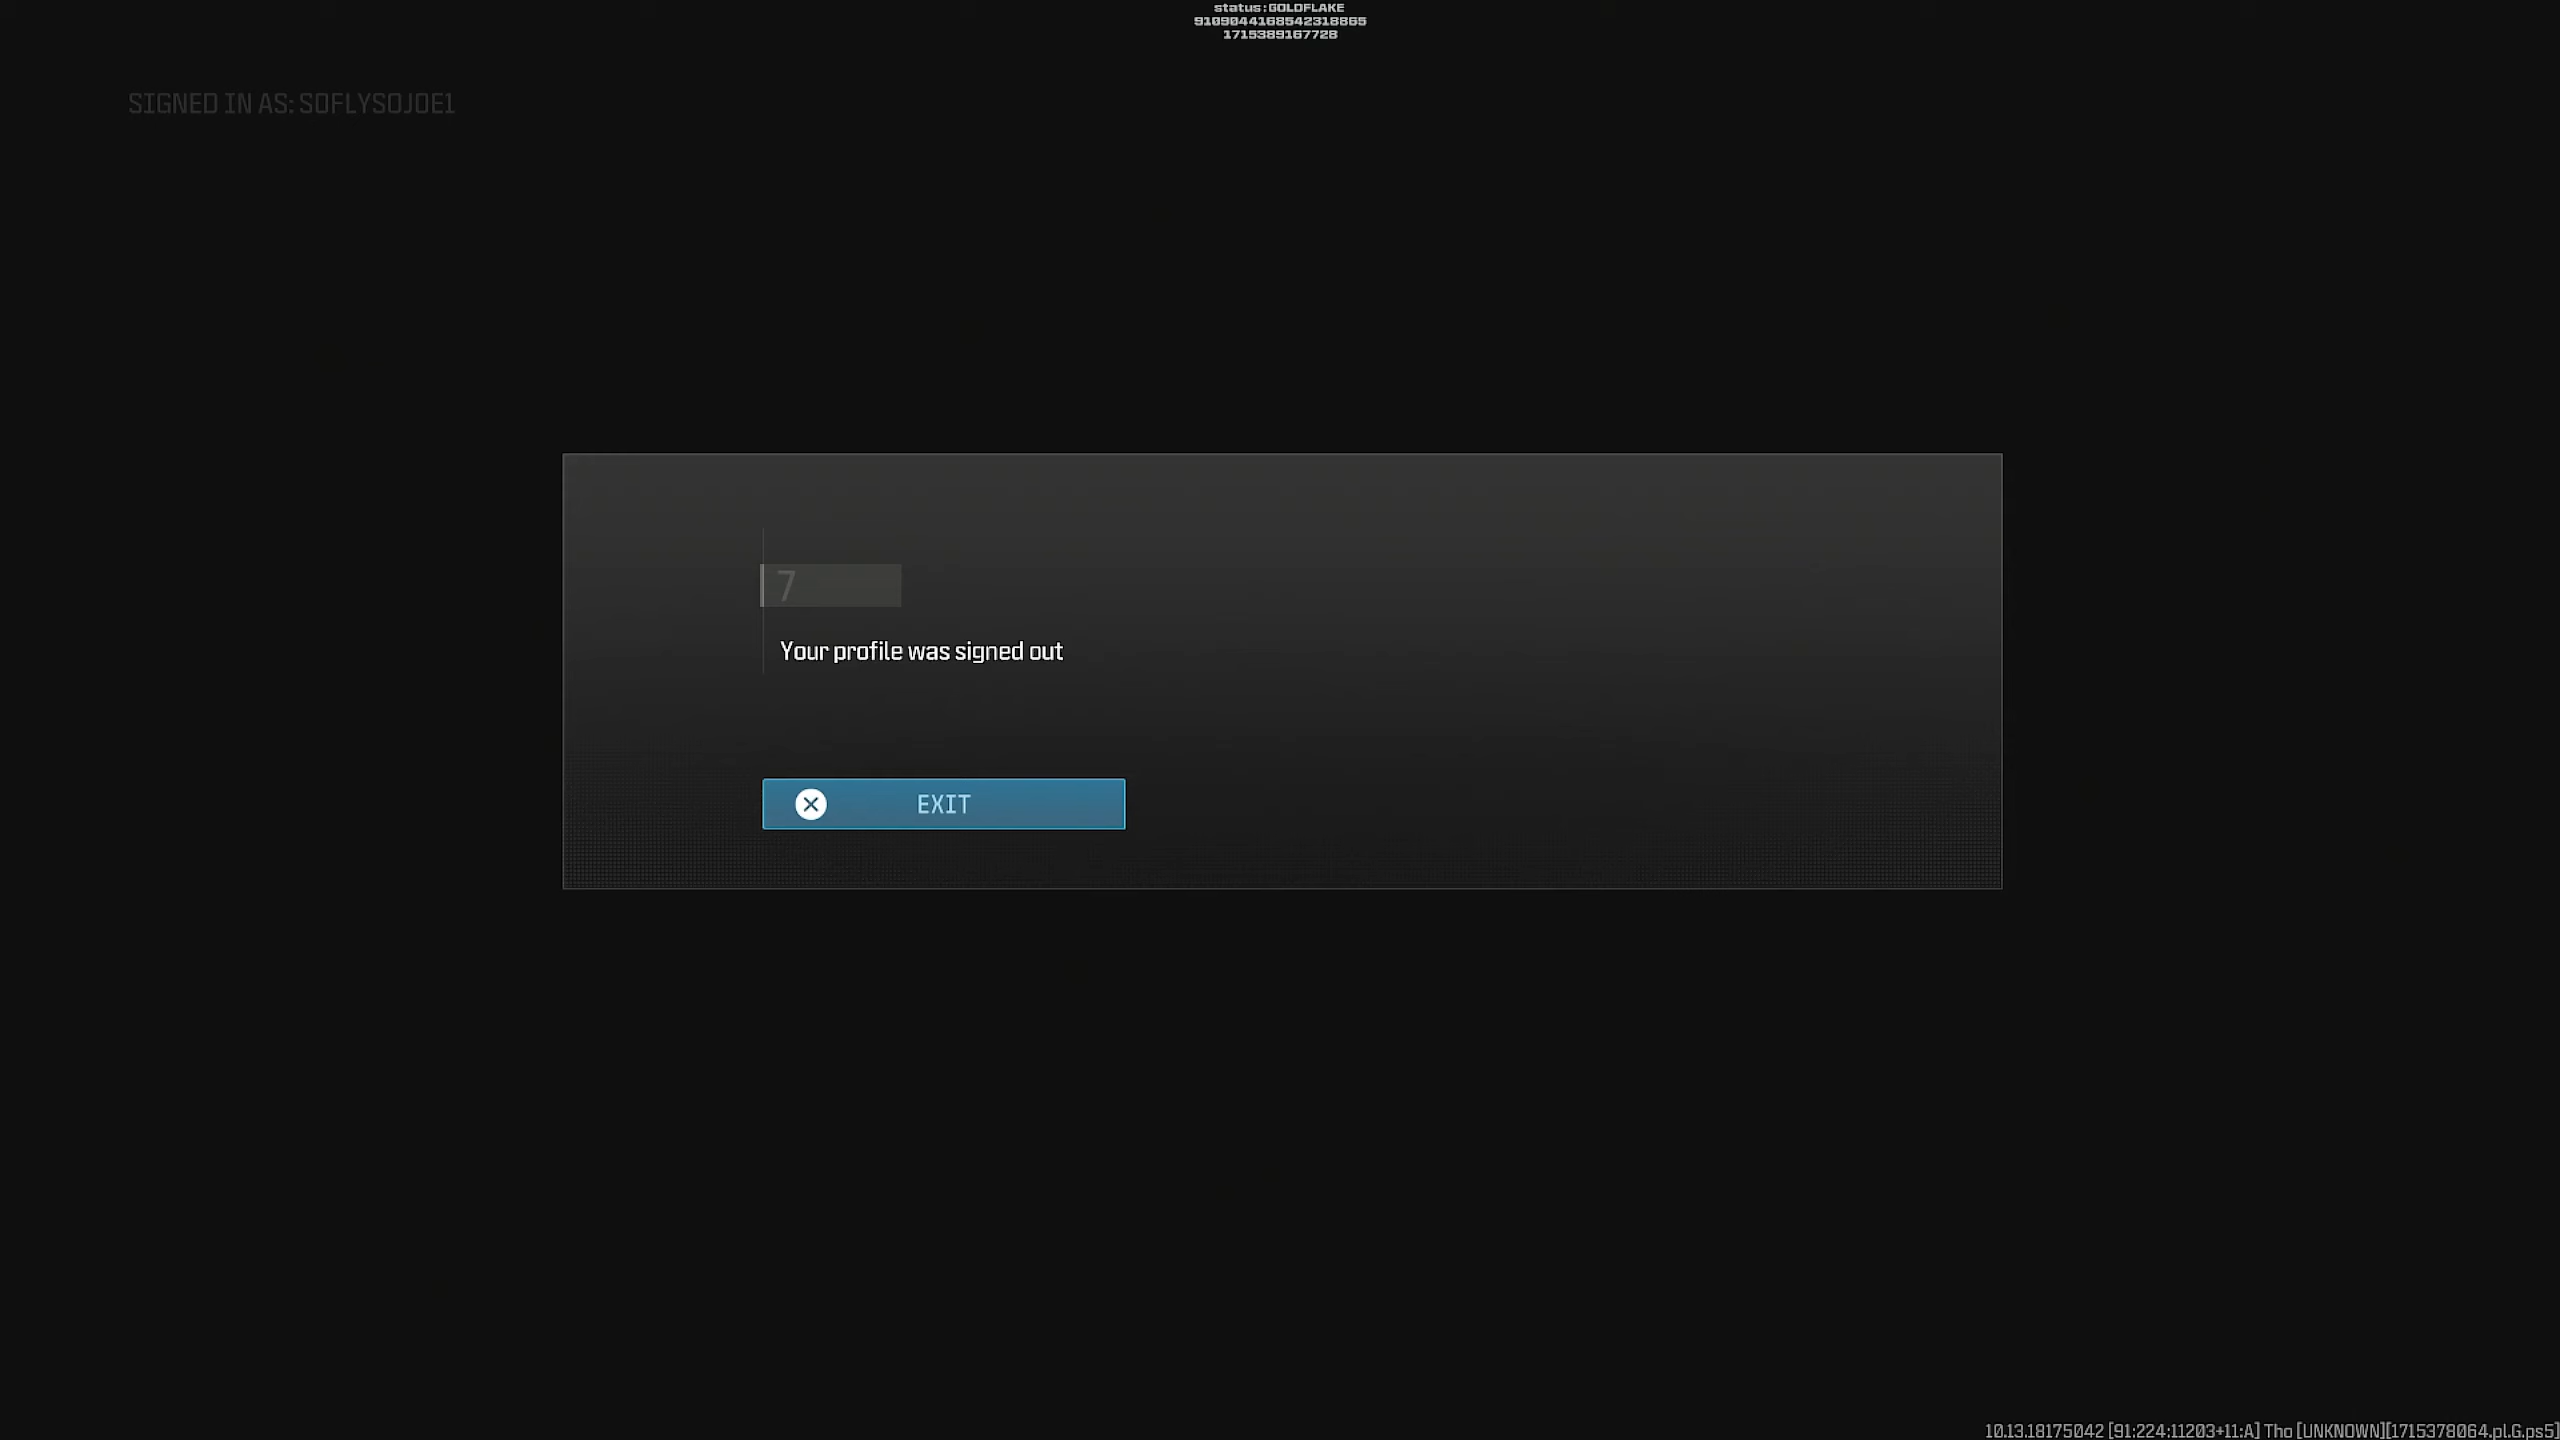 status:GOLDFLAKE
9109044168542318865
1715389167728
SIGNED IN AS: SOFLYSOJOE1
7
Your profile was signed out
EXIT
10.13.18175042 [91:224:11203+11:A] Tho [UNKNOWN][1715378064.pl.G.ps5]